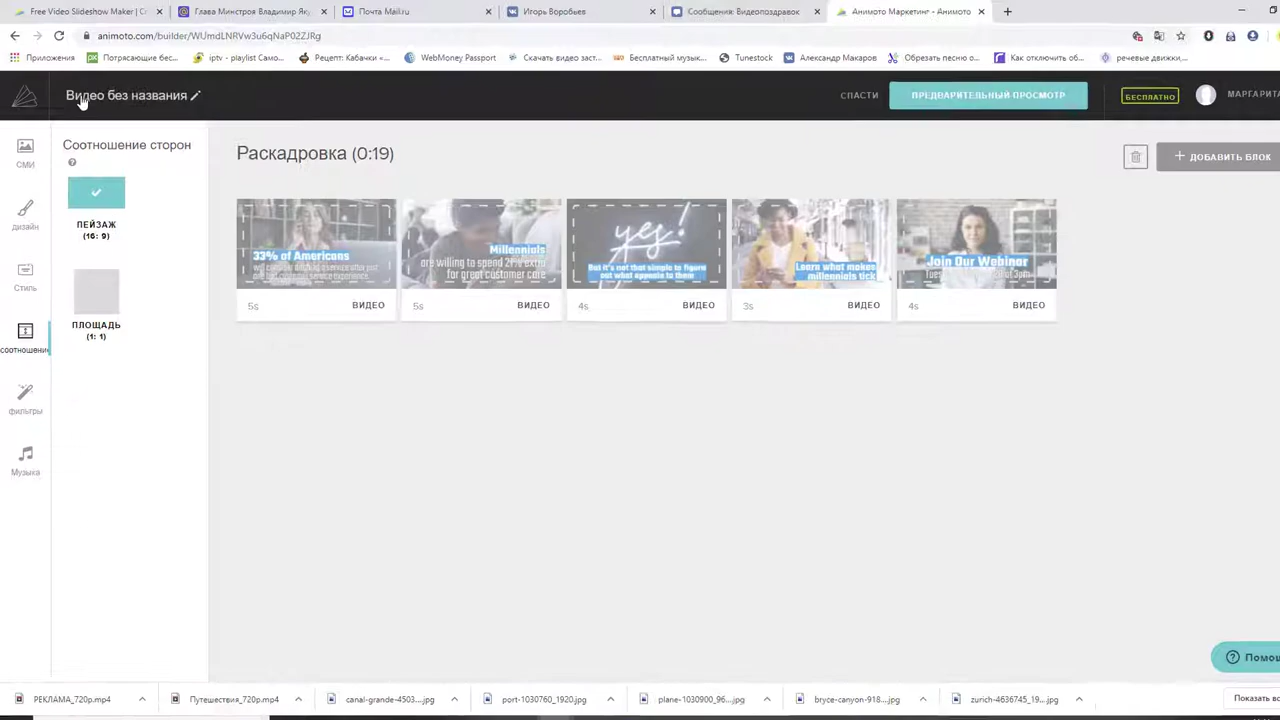 Free Video Slideshow Maker | Cr
Глава Минстроя Владимир Яку
Почта Mail.ru
Игорь Воробьев
Сообщения: Видеопоздравок
Анимото Маркетинг - Анимото
animoto.com/builder/WUmdLNRVw3u6qNaP02ZJRg
Приложения
Потрясающие бес...
iptv - playlist Само...
Рецепт: Кабачки «...
WebMoney Passport
Скачать видео заст...
Бесплатный музык...
Tunestock
Александр Макаров
Обрезать песню о...
Как отключить об...
речевые движки,...
Видео без названия
СПАСТИ
ПРЕДВАРИТЕЛЬНЫЙ ПРОСМОТР
БЕСПЛАТНО
МАРГАРИТА
СМИ
дизайн
Стиль
соотношение
фильтры
Музыка
Соотношение сторон
ПЕЙЗАЖ
(16: 9)
ПЛОЩАДЬ
(1: 1)
Раскадровка (0:19)
ДОБАВИТЬ БЛОК
33% of Americans
5s ВИДЕО
Millennials
are willing to spend 21% extra
for great customer care
5s ВИДЕО
yes!
But it's not that simple to figure
out what appeals to them
4s ВИДЕО
Learn what makes
millennials tick
3s ВИДЕО
Join Our Webinar
4s ВИДЕО
Помощ
РЕКЛАМА_720p.mp4
Путешествия_720p.mp4
canal-grande-4503...jpg
port-1030760_1920.jpg
plane-1030900_96...jpg
bryce-canyon-918...jpg
zurich-4636745_19...jpg
Показать вс